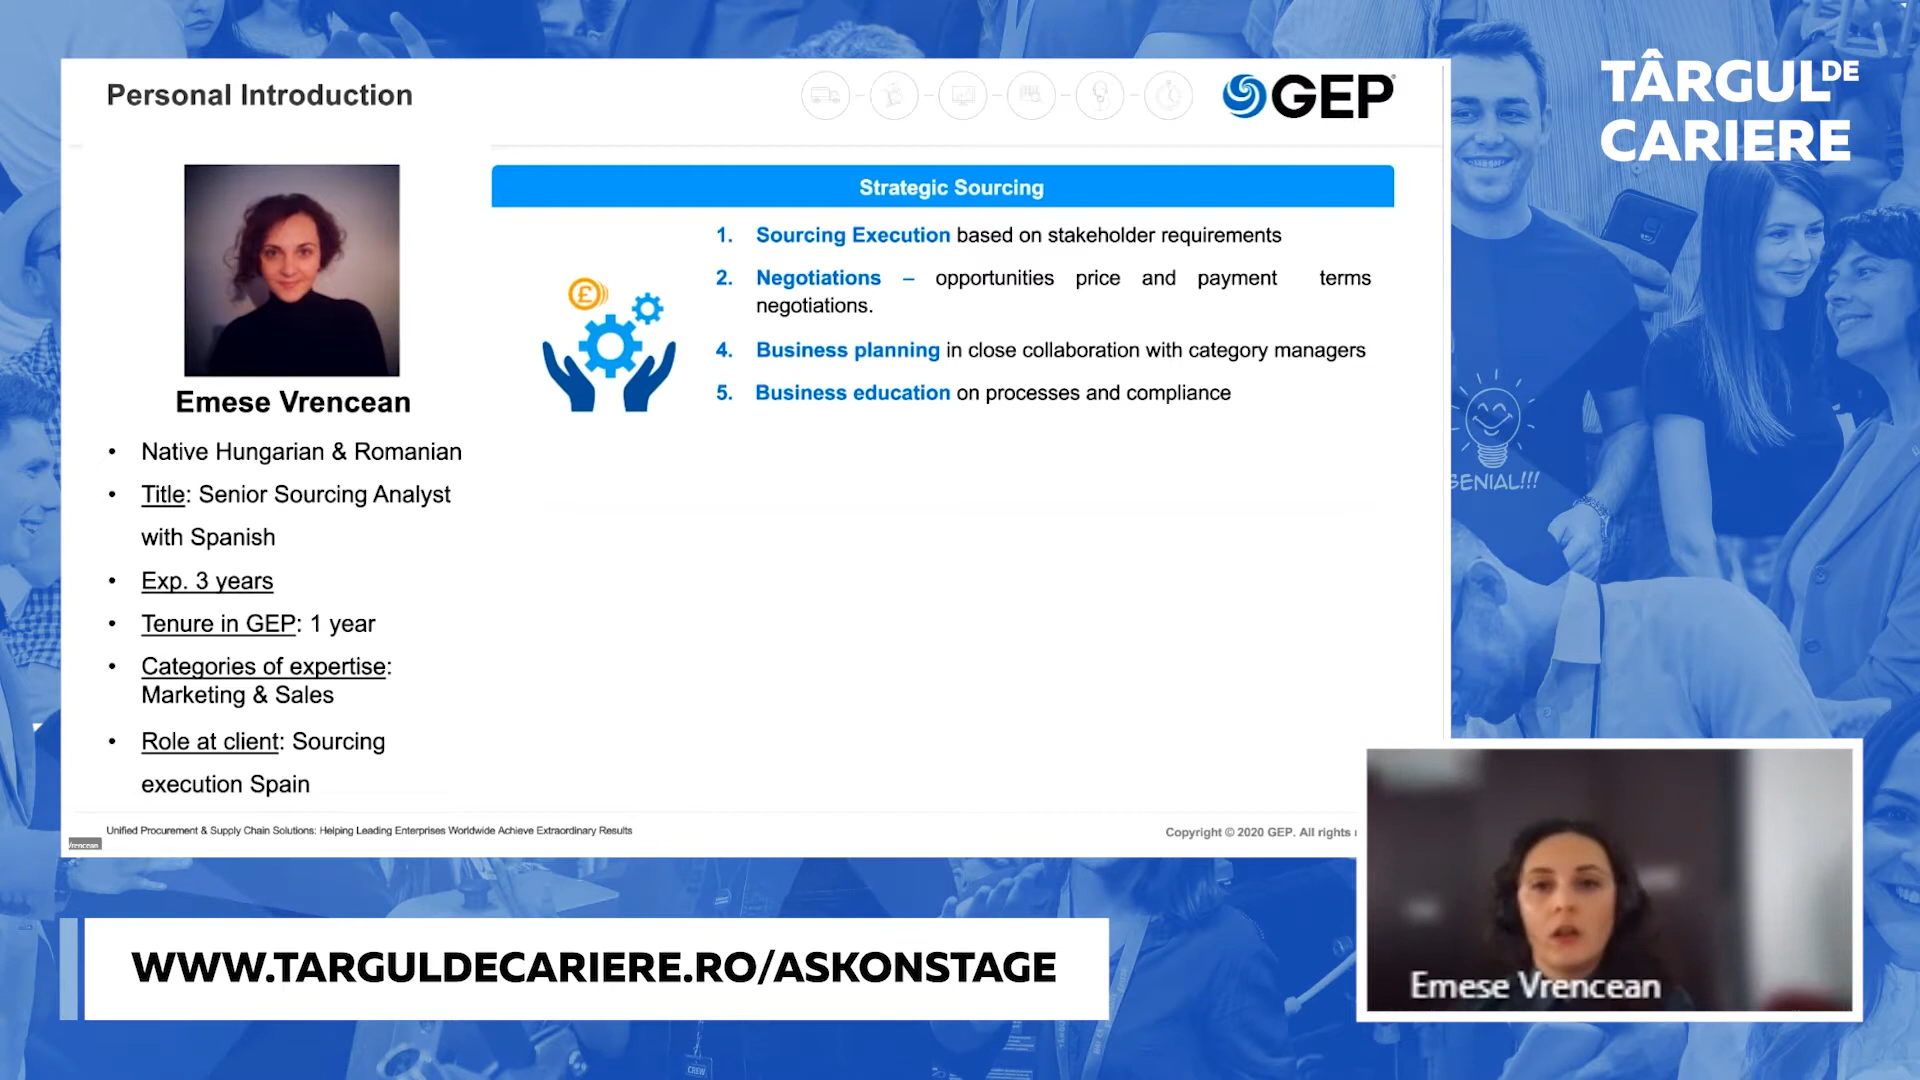 Personal Introduction
GEP
TÂRGUL DE
CARIERE
Strategic Sourcing
1. Sourcing Execution based on stakeholder requirements
2. Negotiations – opportunities price and payment terms
negotiations.
4. Business planning in close collaboration with category managers
5. Business education on processes and compliance
£
Emese Vrencean
• Native Hungarian & Romanian
• Title: Senior Sourcing Analyst
with Spanish
• Exp. 3 years
• Tenure in GEP: 1 year
• Categories of expertise:
Marketing & Sales
• Role at client: Sourcing
execution Spain
Unified Procurement & Supply Chain Solutions: Helping Leading Enterprises Worldwide Achieve Extraordinary Results
Copyright © 2020 GEP. All rights
Vrencean
GENIAL!!!
WWW.TARGULDECARIERE.RO/ASKONSTAGE
Emese Vrencean
CREW